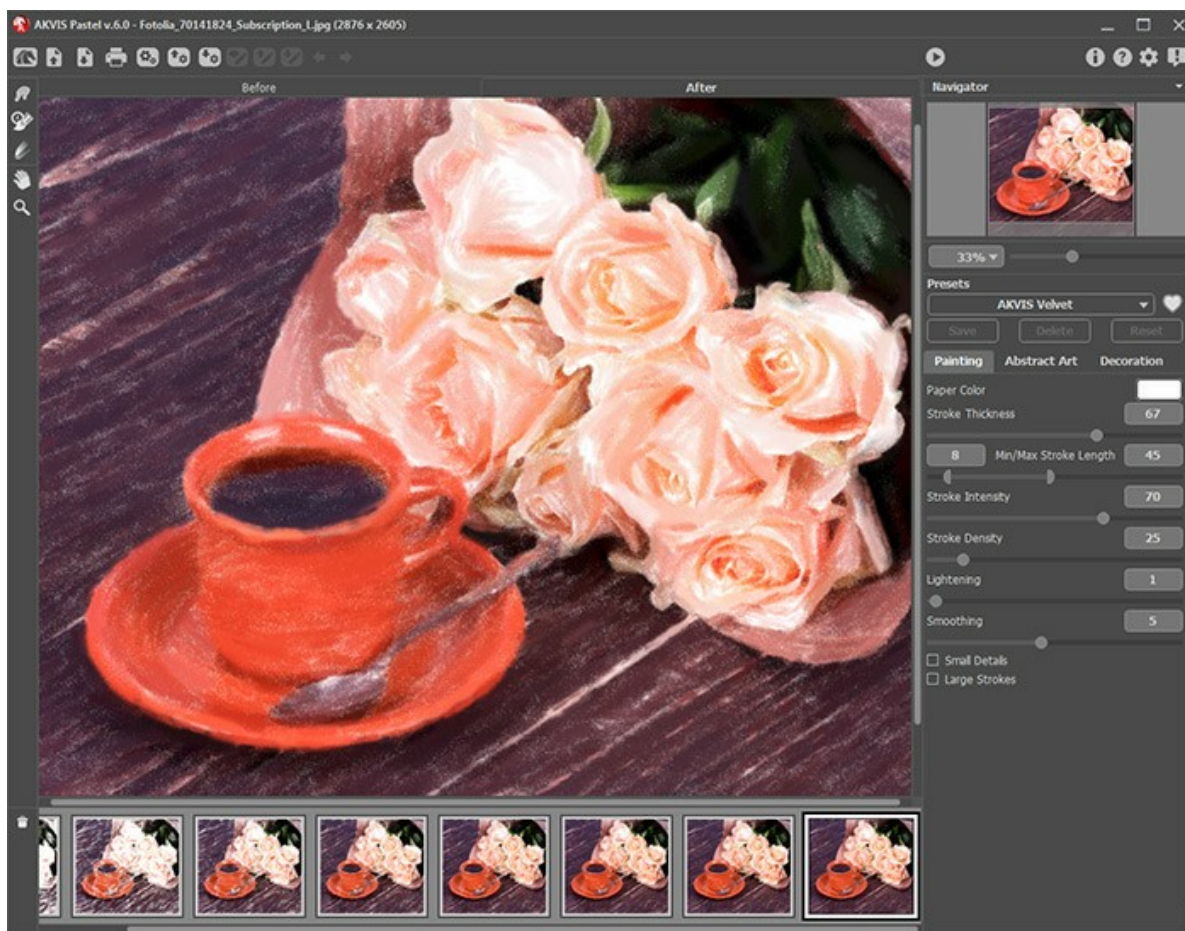 AKVIS Pastel v.6.0 - Fotolia_70141824_Subscription_L.jpg (2876 x 2605)
Before
After
Navigator
33%
Presets
AKVIS Velvet
Save Delete Reset
Painting Abstract Art Decoration
Paper Color
Stroke Thickness 67
8 Min/Max Stroke Length 45
Stroke Intensity 70
Stroke Density 25
Lightening 1
Smoothing 5
Small Details
Large Strokes